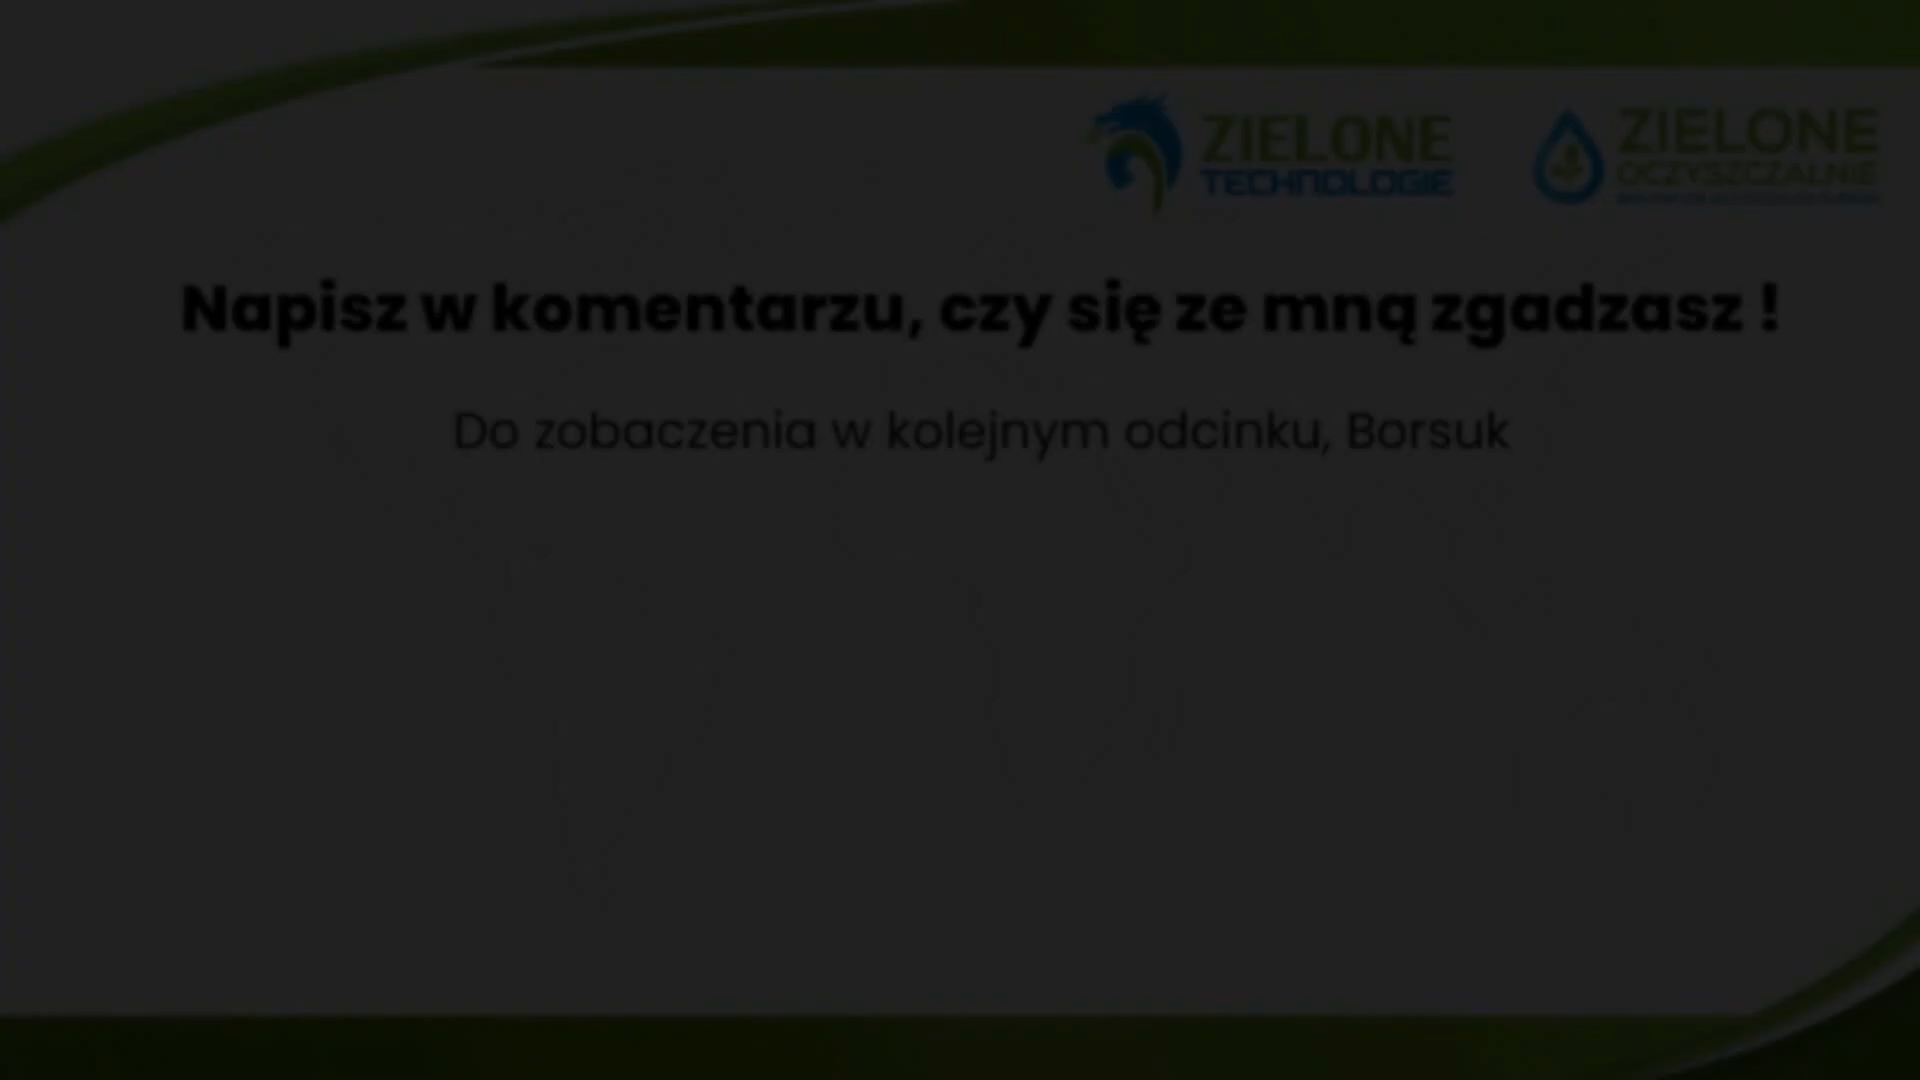 ZIELONE
TECHNOLOGIE
ZIELONE
OCZYSZCZALNIE
Napisz w komentarzu, czy się ze mną zgadzasz !
Do zobaczenia w kolejnym odcinku, Borsuk